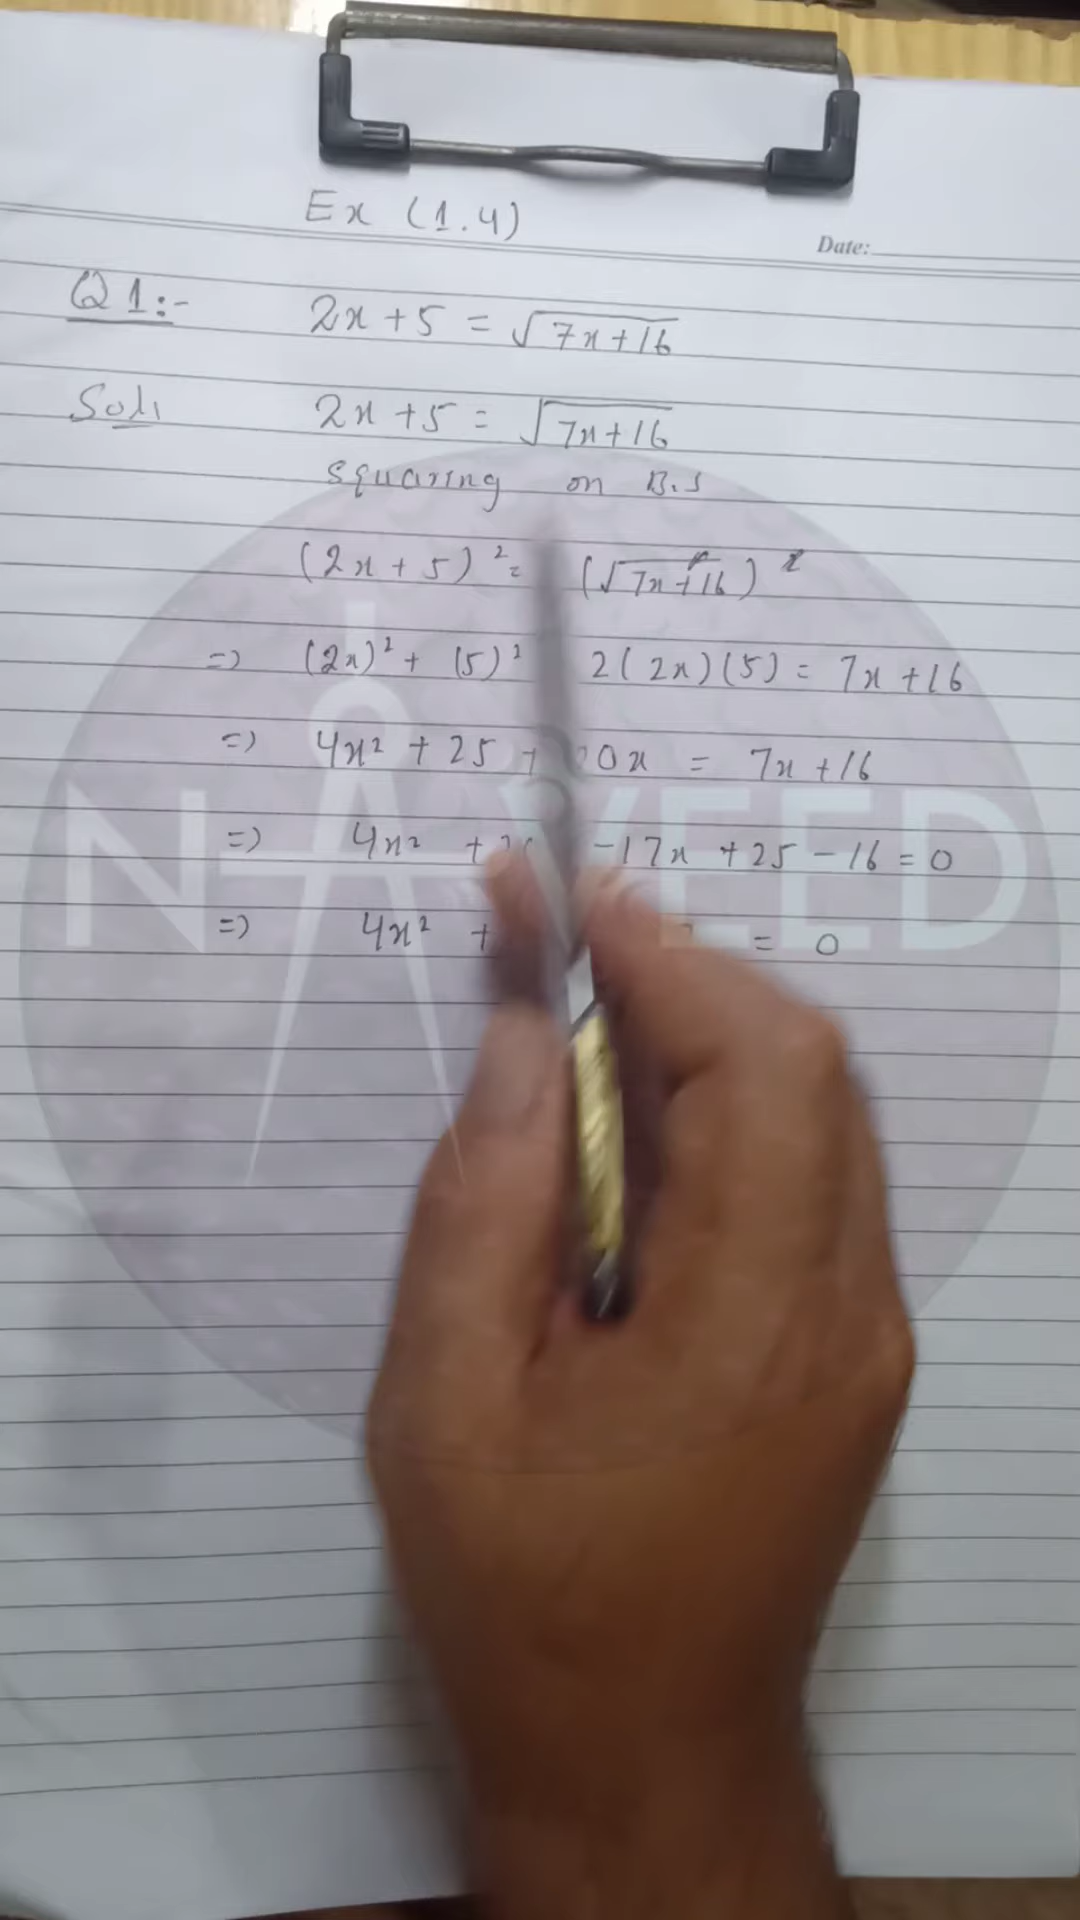 Ex (1.4)
Date:
Q1:- 2x+5 = √7x+16
Sol: 2x+5 = √7x+16
squaring on B.S
(2x+5)² = (√7x+16)²
=> (2x)² + (5)² 2(2x)(5) = 7x+16
=> 4x² + 25 + 0x = 7x+16
=> 4x² + -17x +25 -16 = 0
=> 4x² + = 0
NAVEED